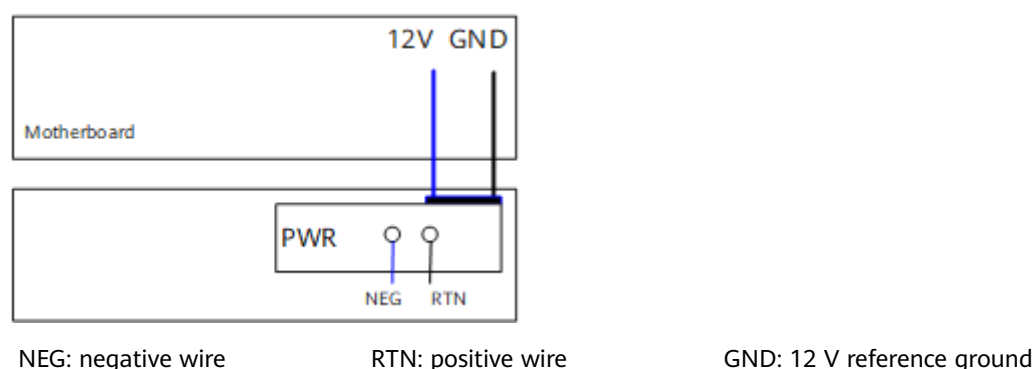 12V GND
Motherboard
PWR
NEG RTN
NEG: negative wire RTN: positive wire GND: 12 V reference ground